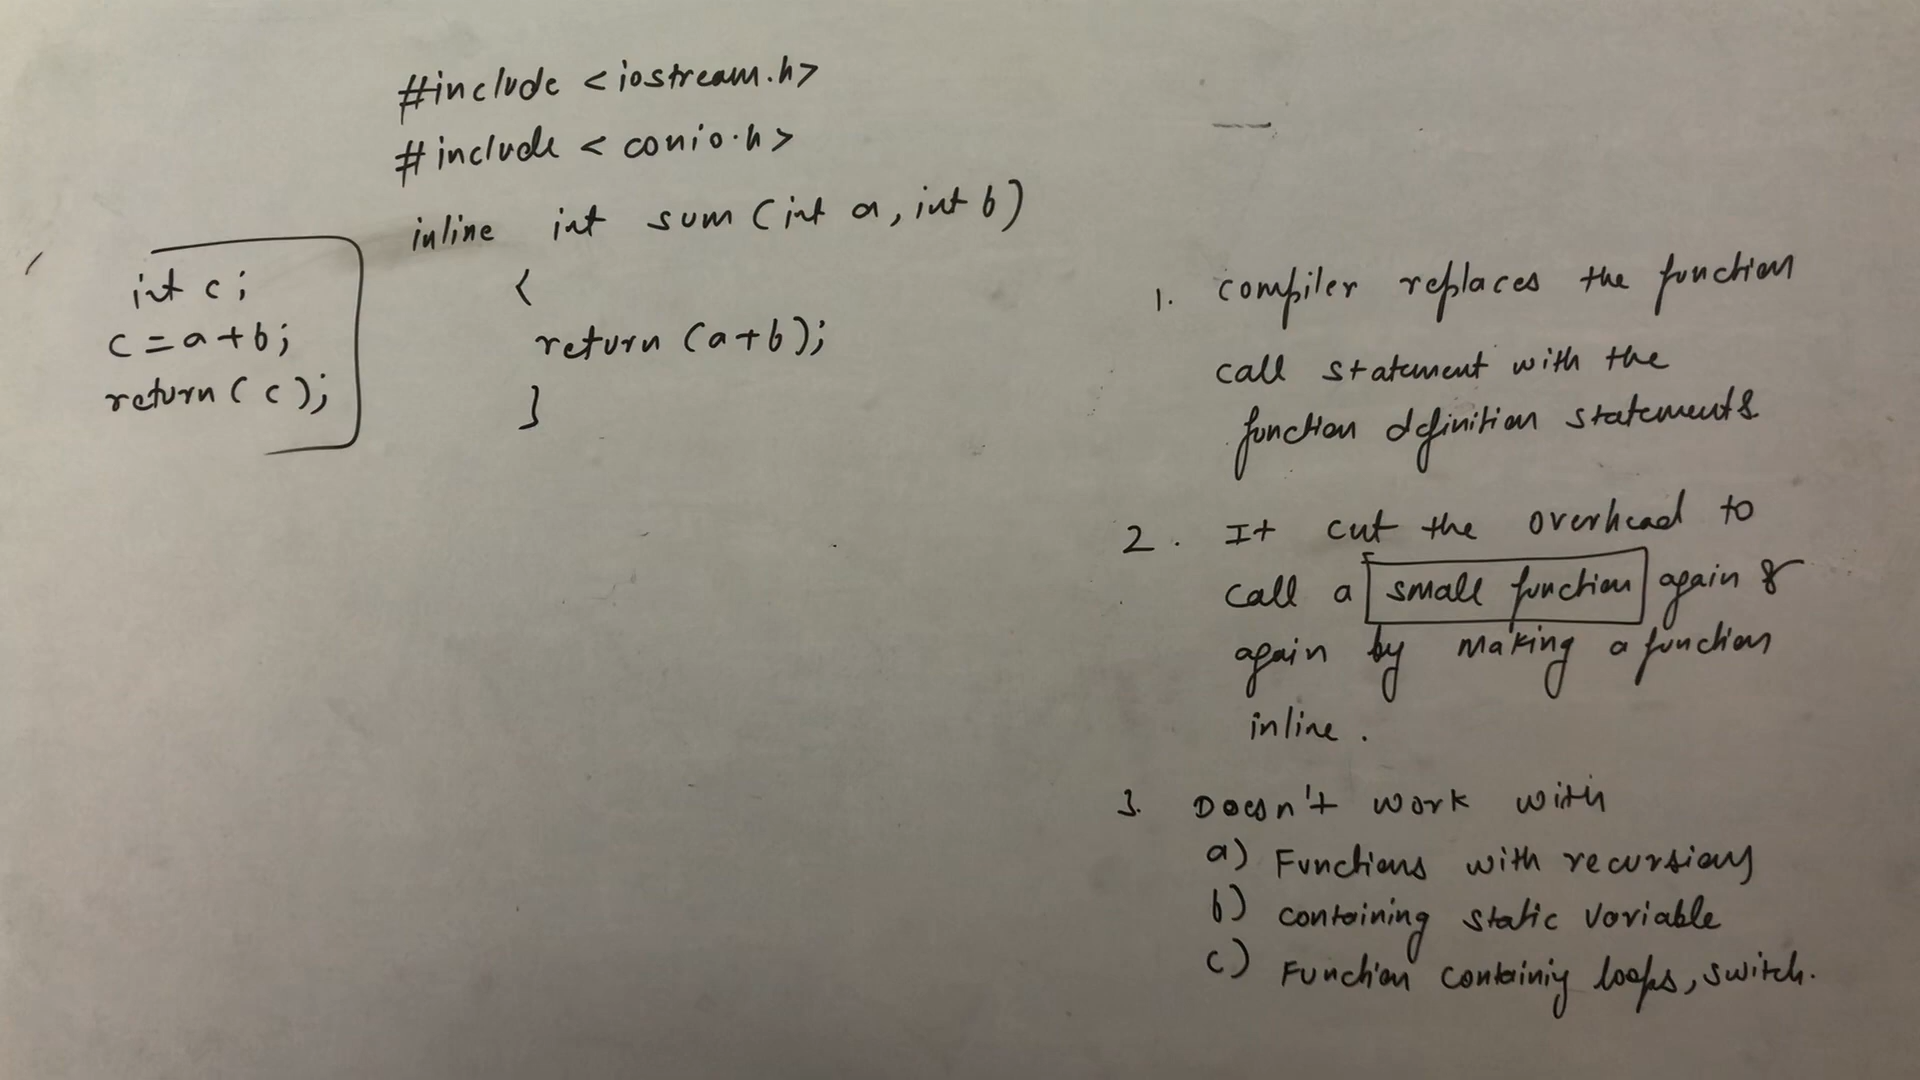 #include <iostream.h>
#include <conio.h>
inline int sum (int a, int b)
{
return (a+b);
}
int c;
c=a+b;
return (c);
1. compiler replaces the function
call statement with the
function definition statements
2. It cut the overhead to
call a small function again &
again by making a function
inline.
3. Doesn't work with
a) Functions with recursions
b) containing static variable
c) Function containing loops, switch.